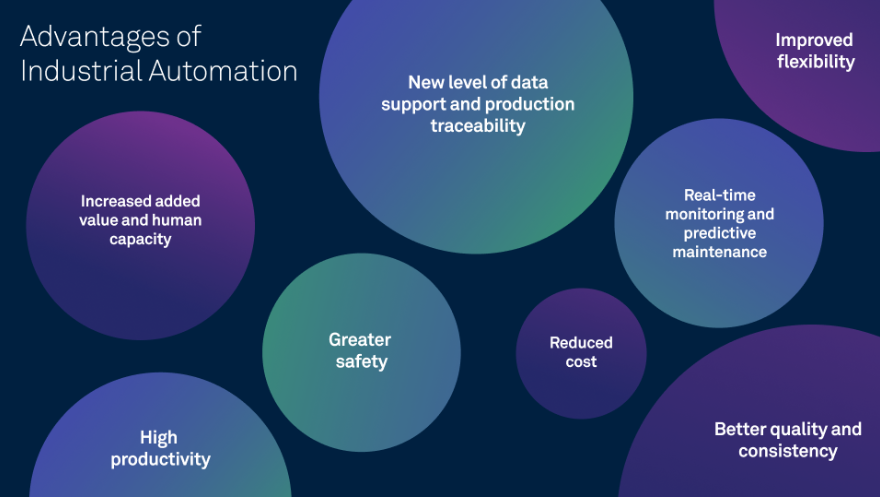 Advantages of
Industrial Automation
New level of data
support and production
traceability
Improved
flexibility
Increased added
value and human
capacity
Real-time
monitoring and
predictive
maintenance
Greater
safety
Reduced
cost
High
productivity
Better quality and
consistency